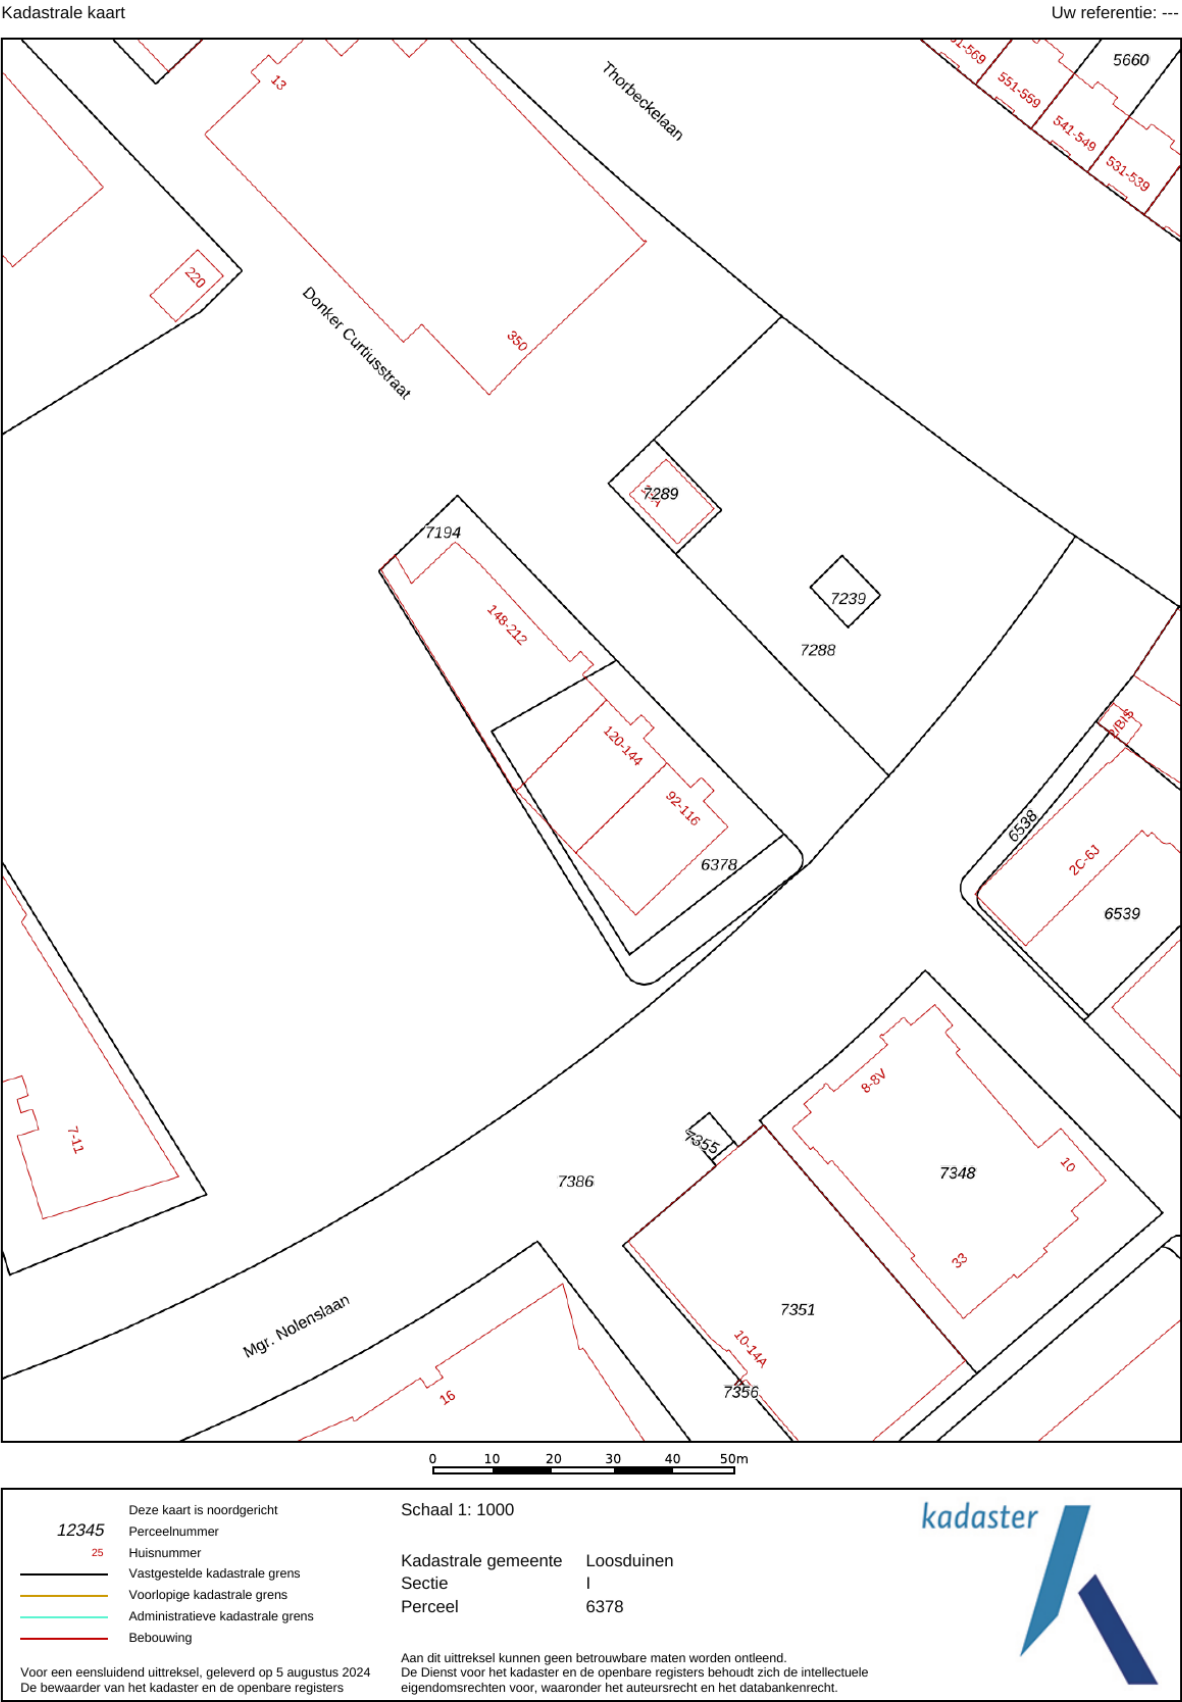 Kadastrale kaart
Uw referentie: ---
13
Thorbeckelaan
551-559
541-549
531-539
5660
220
Donker Curtiusstraat
350
7289
7194
148-212
7239
7288
120-144
92-116
6378
6538
2C-6J
6539
7-11
8-8V
7355
7386
7348
10
33
7351
Mgr. Nolenslaan
10-14A
7356
16
0 10 20 30 40 50m
Deze kaart is noordgericht
12345 Perceelnummer
25 Huisnummer
Vastgestelde kadastrale grens
Voorlopige kadastrale grens
Administratieve kadastrale grens
Bebouwing
Voor een eensluidend uittreksel, geleverd op 5 augustus 2024
De bewaarder van het kadaster en de openbare registers
Schaal 1: 1000
Kadastrale gemeente Loosduinen
Sectie I
Perceel 6378
Aan dit uittreksel kunnen geen betrouwbare maten worden ontleend.
De Dienst voor het kadaster en de openbare registers behoudt zich de intellectuele
eigendomsrechten voor, waaronder het auteursrecht en het databankenrecht.
kadaster